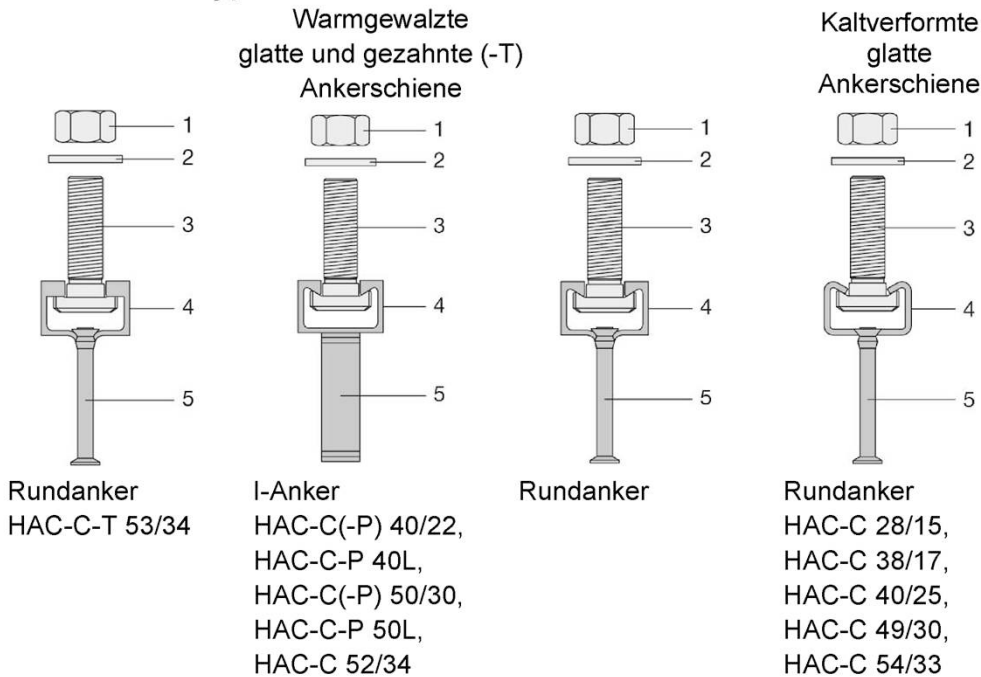 Warmgewalzte
glatte und gezahnte (-T)
Ankerschiene
Kaltverformte
glatte
Ankerschiene
1
2
3
4
5
1
2
3
4
5
1
2
3
4
5
1
2
3
4
5
Rundanker
HAC-C-T 53/34
I-Anker
HAC-C(-P) 40/22,
HAC-C-P 40L,
HAC-C(-P) 50/30,
HAC-C-P 50L,
HAC-C 52/34
Rundanker
Rundanker
HAC-C 28/15,
HAC-C 38/17,
HAC-C 40/25,
HAC-C 49/30,
HAC-C 54/33